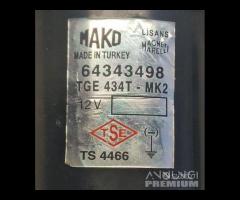 MAKO
LISANS
MAGNETI
MARELLI
MADE IN TURKEY
64343498
TGE 434T - MK2
12V
TSE
TS 4466
ANNUNCI
PREMIUM